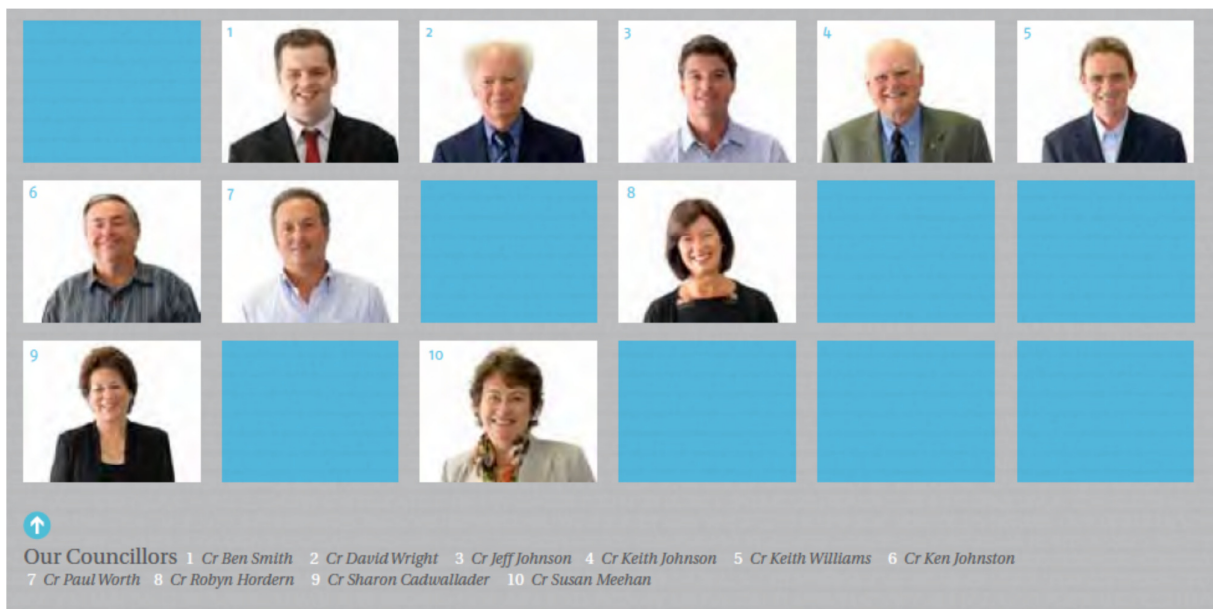 1 2 3 4 5
6 7 8
9 10
Our Councillors 1 Cr Ben Smith 2 Cr David Wright 3 Cr Jeff Johnson 4 Cr Keith Johnson 5 Cr Keith Williams 6 Cr Ken Johnston
7 Cr Paul Worth 8 Cr Robyn Hordern 9 Cr Sharon Cadwallader 10 Cr Susan Meehan